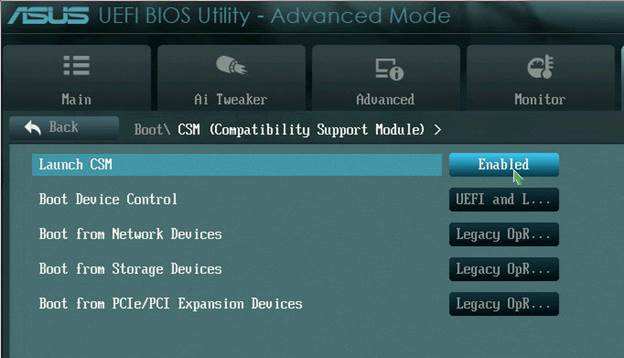 ASUS UEFI BIOS Utility - Advanced Mode
Main Ai Tweaker Advanced Monitor
Back Boot\ CSM (Compatibility Support Module) >
Launch CSM Enabled
Boot Device Control UEFI and L...
Boot from Network Devices Legacy OpR...
Boot from Storage Devices Legacy OpR...
Boot from PCIe/PCI Expansion Devices Legacy OpR...